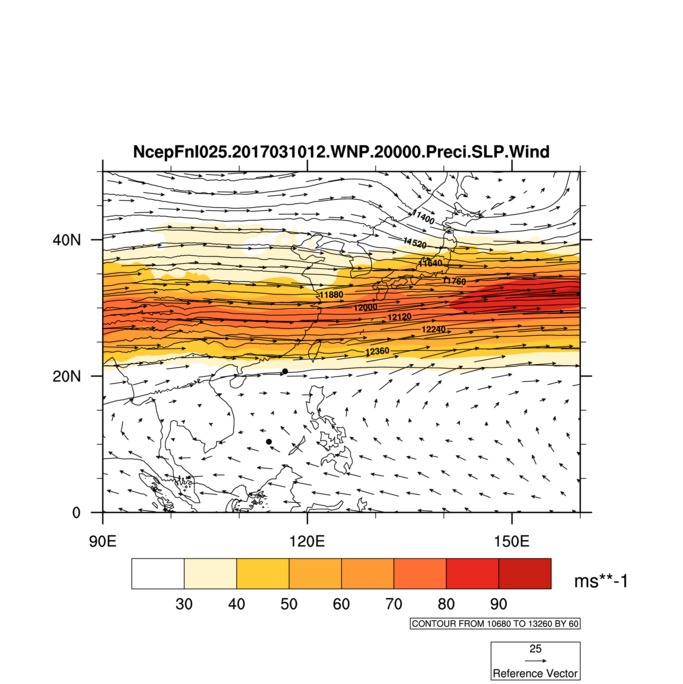 NcepFnl025.2017031012.WNP.20000.Preci.SLP.Wind
11400
11520
40N
11640
11760
11880
12000
12120
12240
12360
20N
0
90E 120E 150E
ms**-1
30 40 50 60 70 80 90
CONTOUR FROM 10680 TO 13260 BY 60
25
Reference Vector